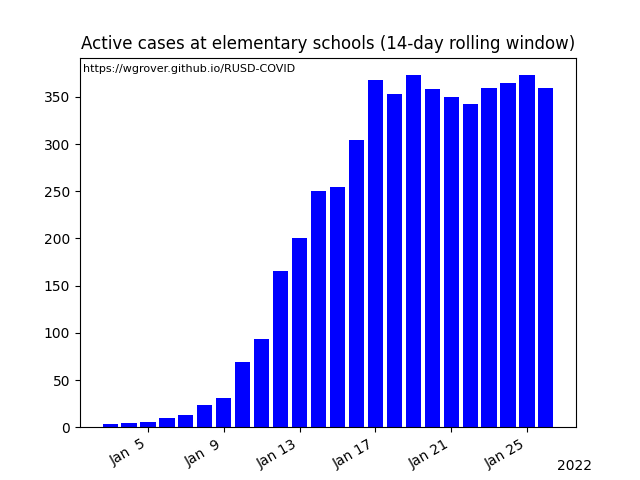 Active cases at elementary schools (14-day rolling window)
https://wgrover.github.io/RUSD-COVID
350
300
250
200
150
100
50
0
Jan 5
Jan 9
Jan 13
Jan 17
Jan 21
Jan 25
2022